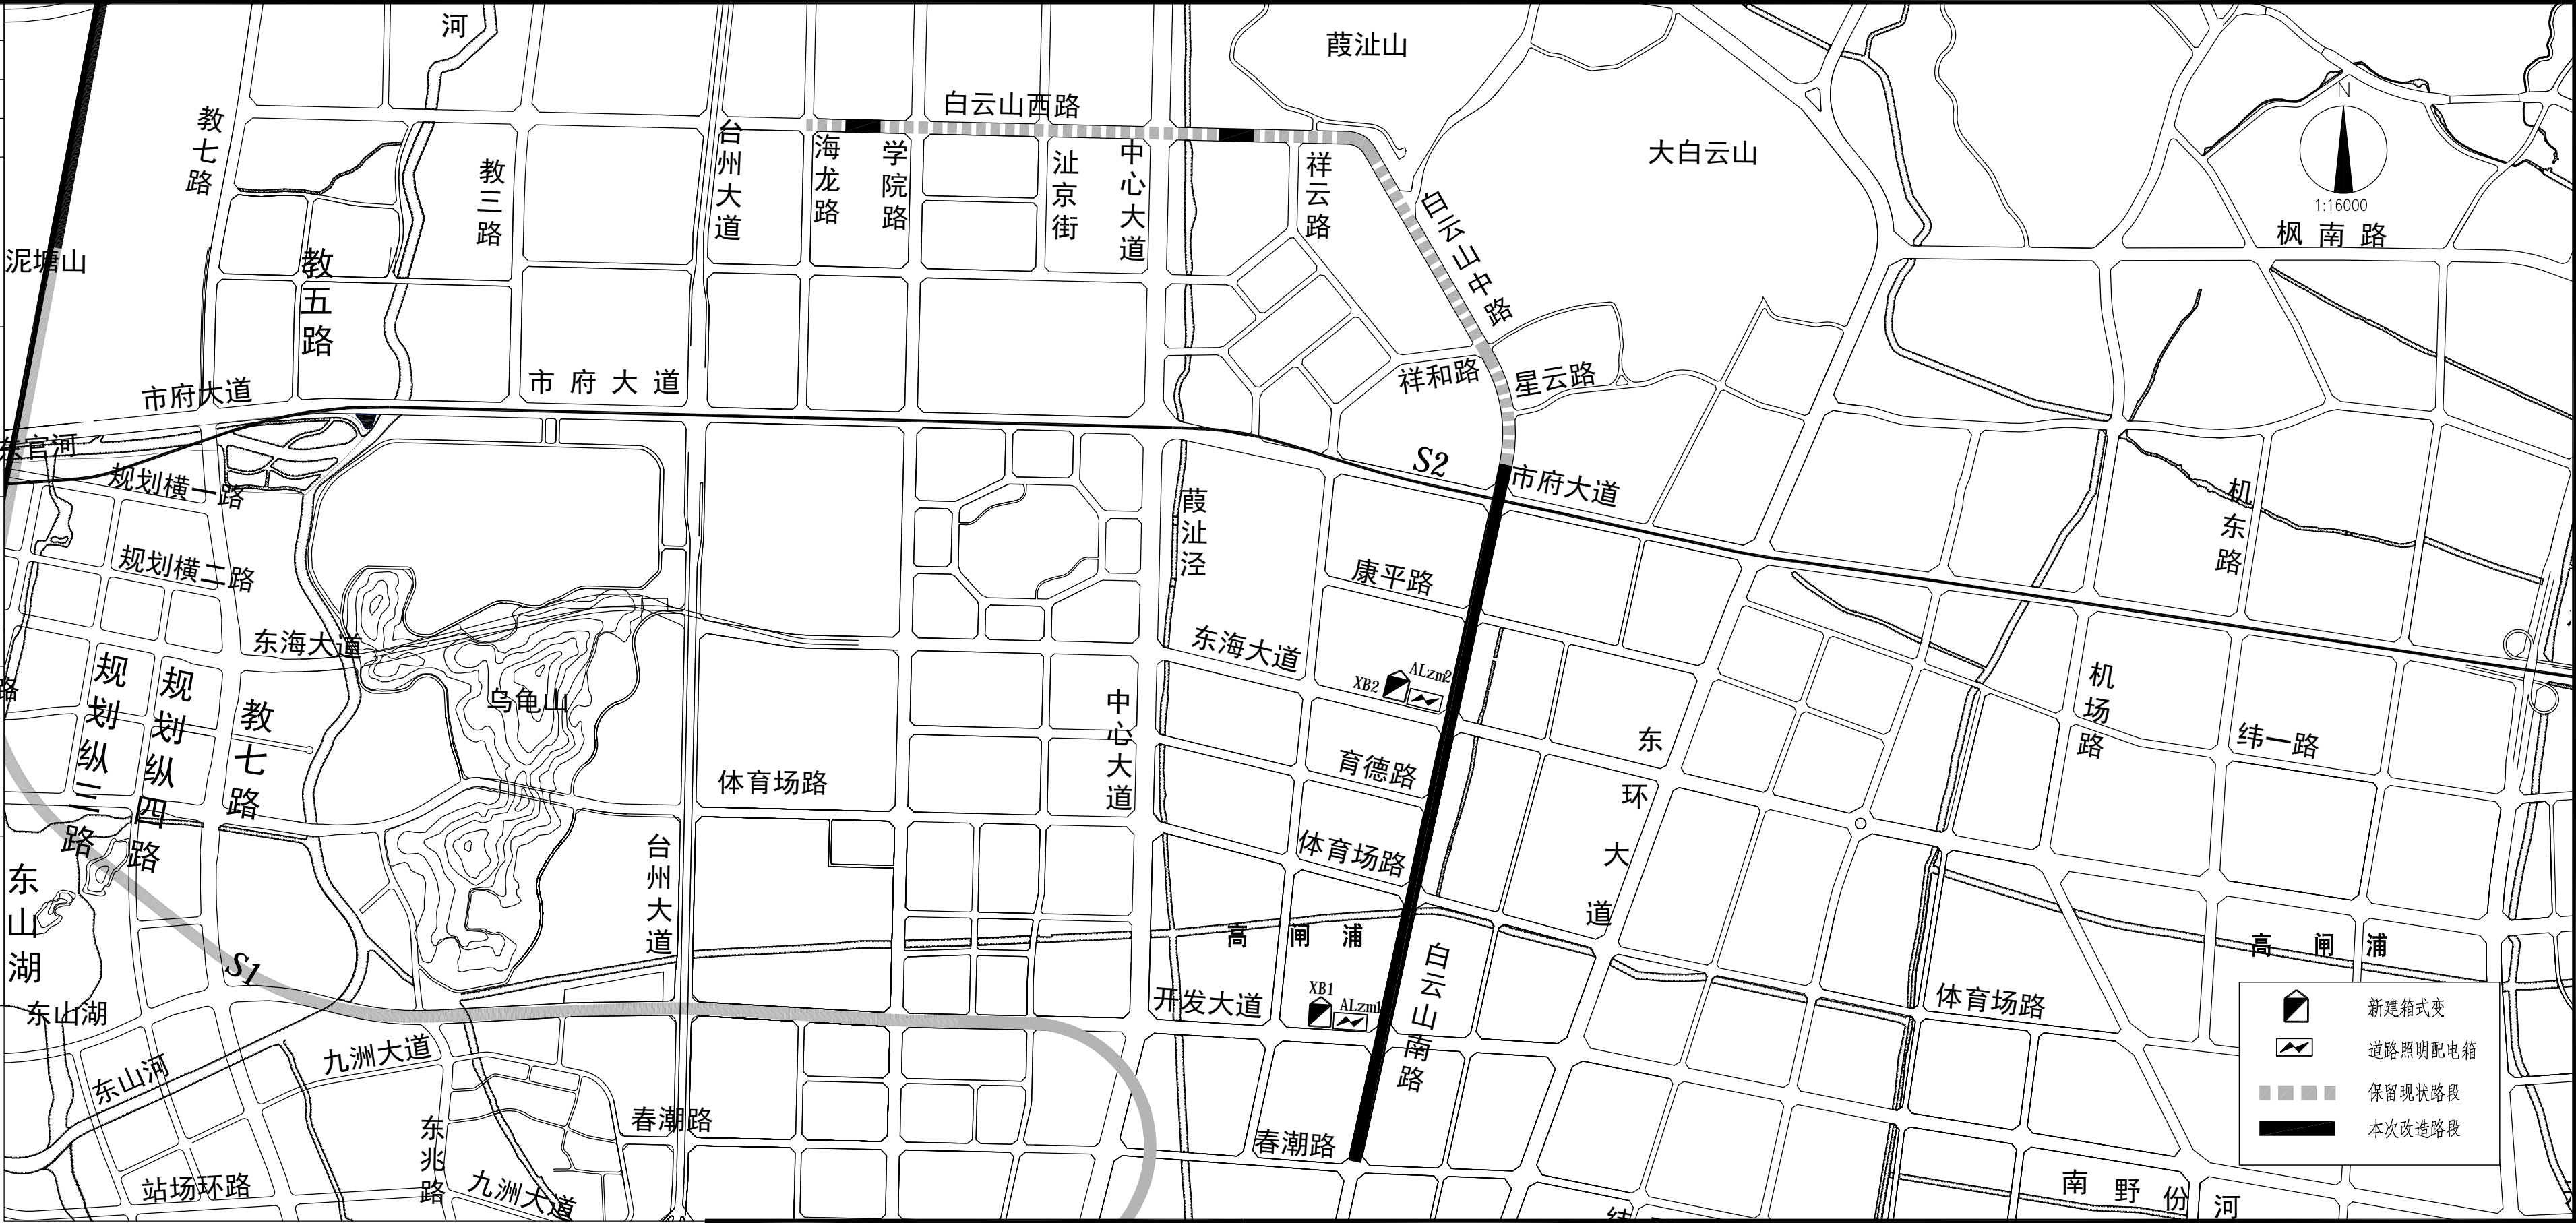 河
葭沚山
白云山西路
教七路
教三路
台州大道
海龙路
学院路
沚京街
中心大道
祥云路
大白云山
N
1:16000
枫南路
白云山中路
泥塘山
教五路
市府大道
市府大道
祥和路
星云路
东官河
S2
市府大道
规划横一路
葭沚泾
机东路
规划横二路
康平路
东海大道
东海大道
XB2
ALzm2
路
规划纵三路
规划纵四路
教七路
乌龟山
中心大道
东环大道
机场路
纬一路
体育场路
育德路
台州大道
体育场路
东山湖
高闸浦
高闸浦
白云山南路
S1
XB1
ALzm1
开发大道
体育场路
东山湖
新建箱式变
道路照明配电箱
保留现状路段
本次改造路段
九洲大道
东山河
东兆路
春潮路
春潮路
站场环路
九洲大道
南野份河